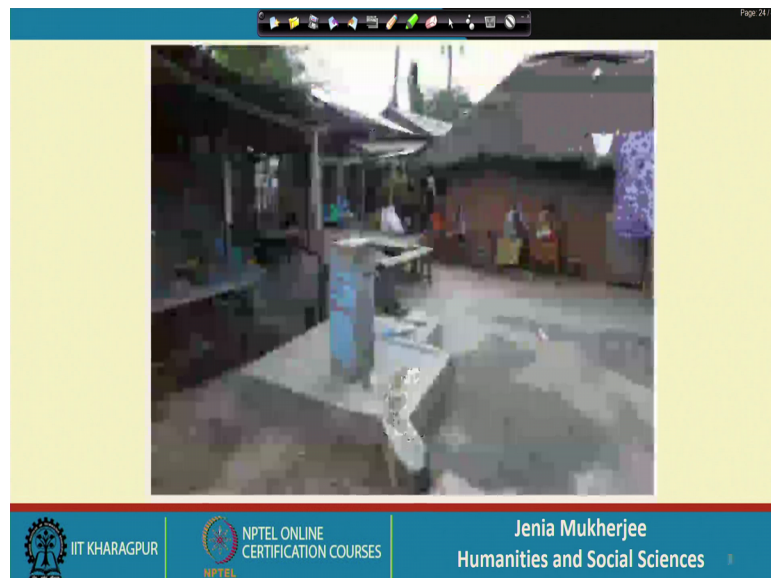 Page: 24 /
IIT KHARAGPUR
NPTEL
NPTEL ONLINE
CERTIFICATION COURSES
Jenia Mukherjee
Humanities and Social Sciences